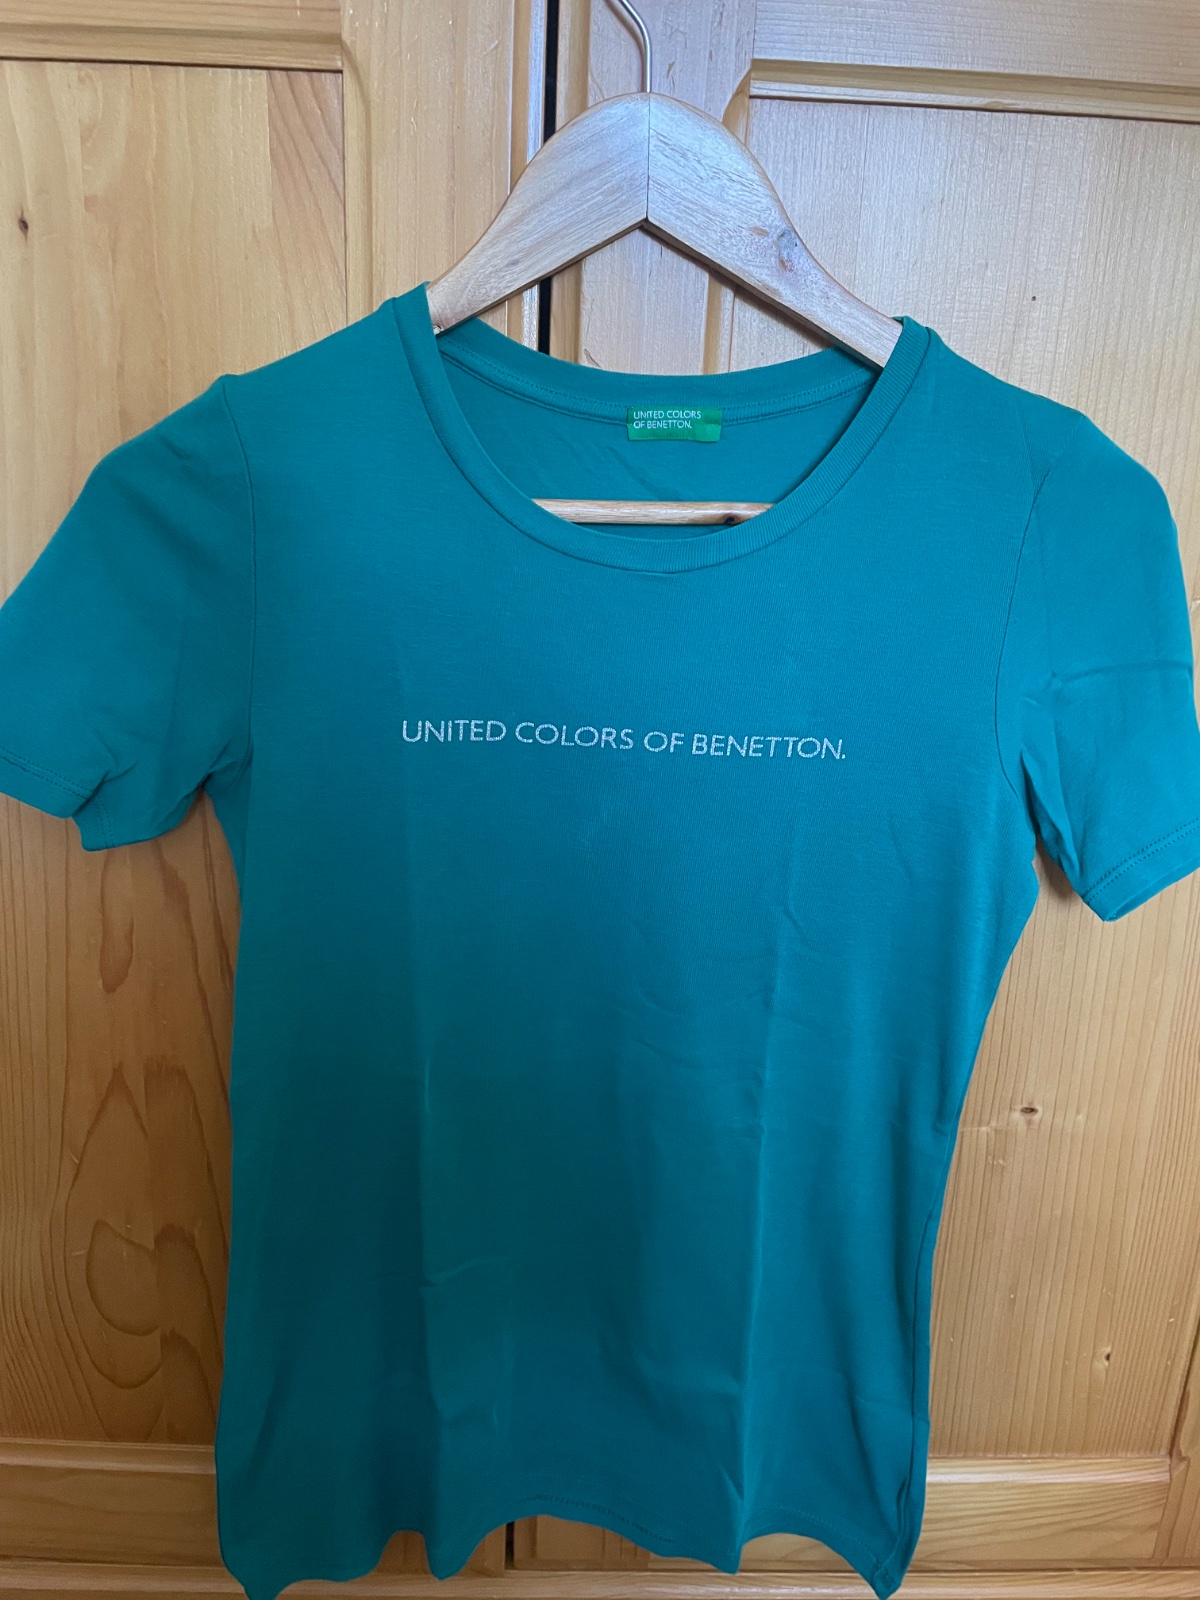 UNITED COLORS
OF BENETTON.
UNITED COLORS OF BENETTON.